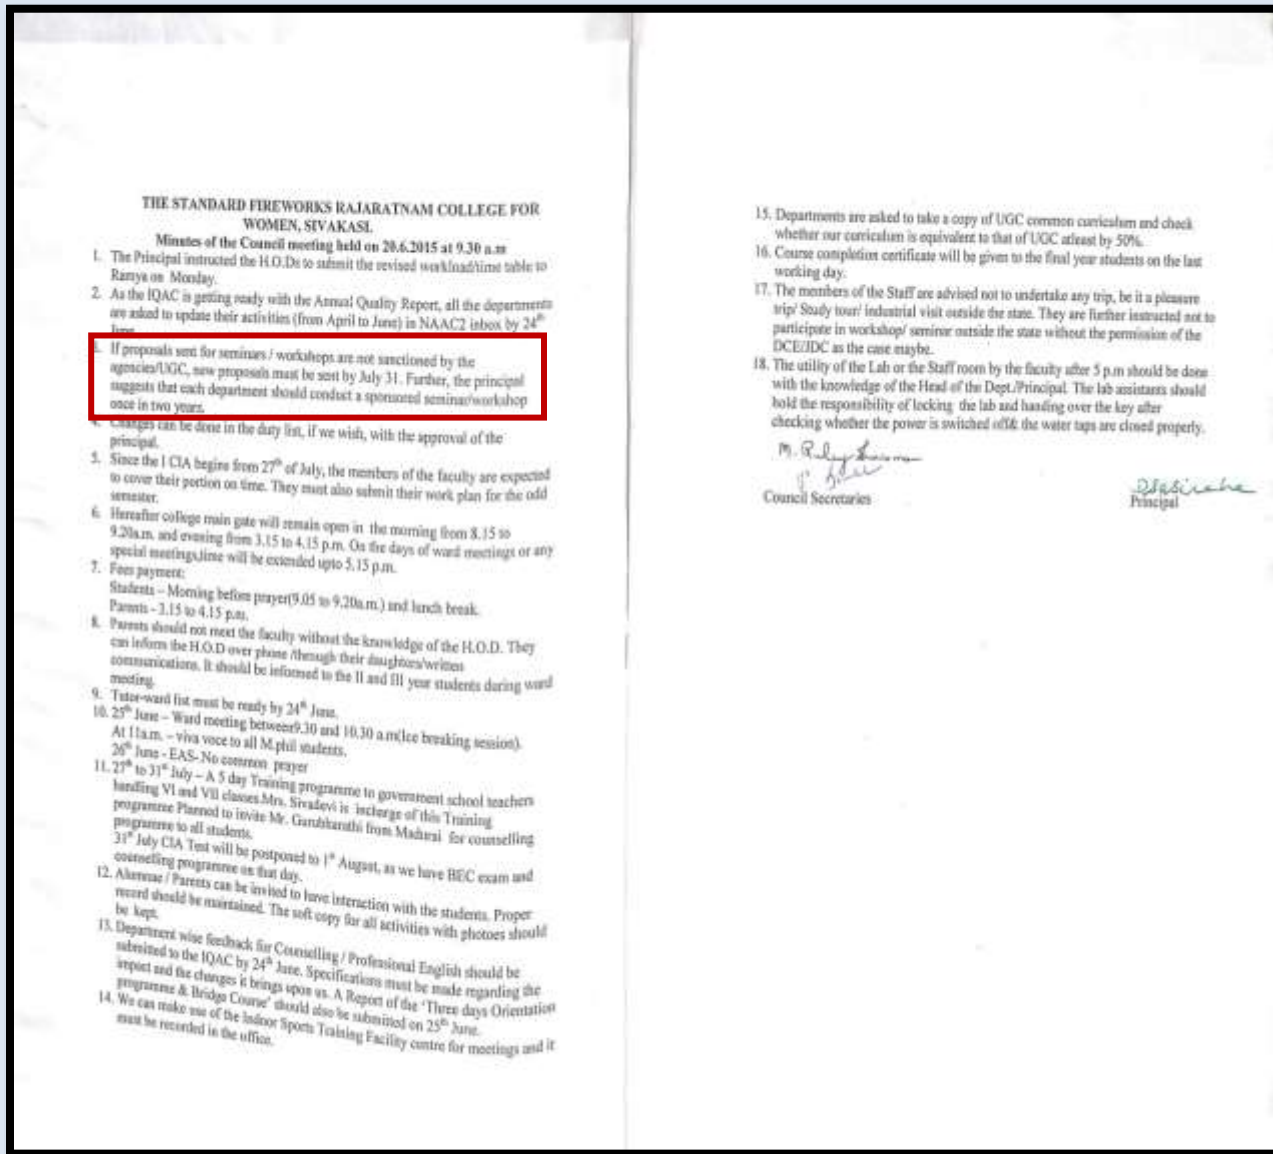 THE STANDARD FIREWORKS RAJARATNAM COLLEGE FOR
WOMEN, SIVAKASI.
Minutes of the Council meeting held on 20.6.2015 at 9.30 a.m
1. The Principal instructed the H.O.Ds to submit the revised workload/time table to
Ramya on Monday.
2. As the IQAC is getting ready with the Annual Quality Report, all the departments
are asked to update their activities (from April to June) in NAAC2 inbox by 24th
June.
3. If proposals sent for seminars / workshops are not sanctioned by the
agencies/UGC, new proposals must be sent by July 31. Further, the principal
suggests that each department should conduct a sponsored seminar/workshop
once in two years.
4. Changes can be done in the duty list, if we wish, with the approval of the
principal.
5. Since the I CIA begins from 27th of July, the members of the faculty are expected
to cover their portion on time. They must also submit their work plan for the odd
semester.
6. Hereafter college main gate will remain open in the morning from 8.15 to
9.20a.m. and evening from 3.15 to 4.15 p.m. On the days of ward meetings or any
special meetings,time will be extended upto 5.15 p.m.
7. Fees payment:
Students – Morning before prayer(9.05 to 9.20a.m.) and lunch break.
Parents - 3.15 to 4.15 p.m.
8. Parents should not meet the faculty without the knowledge of the H.O.D. They
can inform the H.O.D over phone /through their daughters/written
communications. It should be informed to the II and III year students during ward
meeting.
9. Tutor-ward list must be ready by 24th June.
10. 25th June – Ward meeting between9.30 and 10.30 a.m(Ice breaking session).
At 11a.m. – viva voce to all M.phil students.
26th June - EAS- No common prayer
11. 27th to 31st July – A 5 day Training programme to government school teachers
handling VI and VII classes.Mrs. Sivadevi is incharge of this Training
programme Planned to invite Mr. Gurubharathi from Madurai for counselling
programme to all students.
31st July CIA Test will be postponed to 1st August, as we have BEC exam and
counselling programme on that day.
12. Alumnae / Parents can be invited to have interaction with the students. Proper
record should be maintained. The soft copy for all activities with photoes should
be kept.
13. Department wise feedback for Counselling / Professional English should be
submitted to the IQAC by 24th June. Specifications must be made regarding the
impact and the changes it brings upon us. A Report of the 'Three days Orientation
programme & Bridge Course' should also be submitted on 25th June.
14. We can make use of the Indoor Sports Training Facility centre for meetings and it
must be recorded in the office.
15. Departments are asked to take a copy of UGC common curriculum and check
whether our curriculum is equivalent to that of UGC atleast by 50%.
16. Course completion certificate will be given to the final year students on the last
working day.
17. The members of the Staff are advised not to undertake any trip, be it a pleasure
trip/ Study tour/ industrial visit outside the state. They are further instructed not to
participate in workshop/ seminar outside the state without the permission of the
DCE/JDC as the case maybe.
18. The utility of the Lab or the Staff room by the faculty after 5 p.m should be done
with the knowledge of the Head of the Dept./Principal. The lab assistants should
hold the responsibility of locking the lab and handing over the key after
checking whether the power is switched off& the water taps are closed properly.
Council Secretaries
Principal